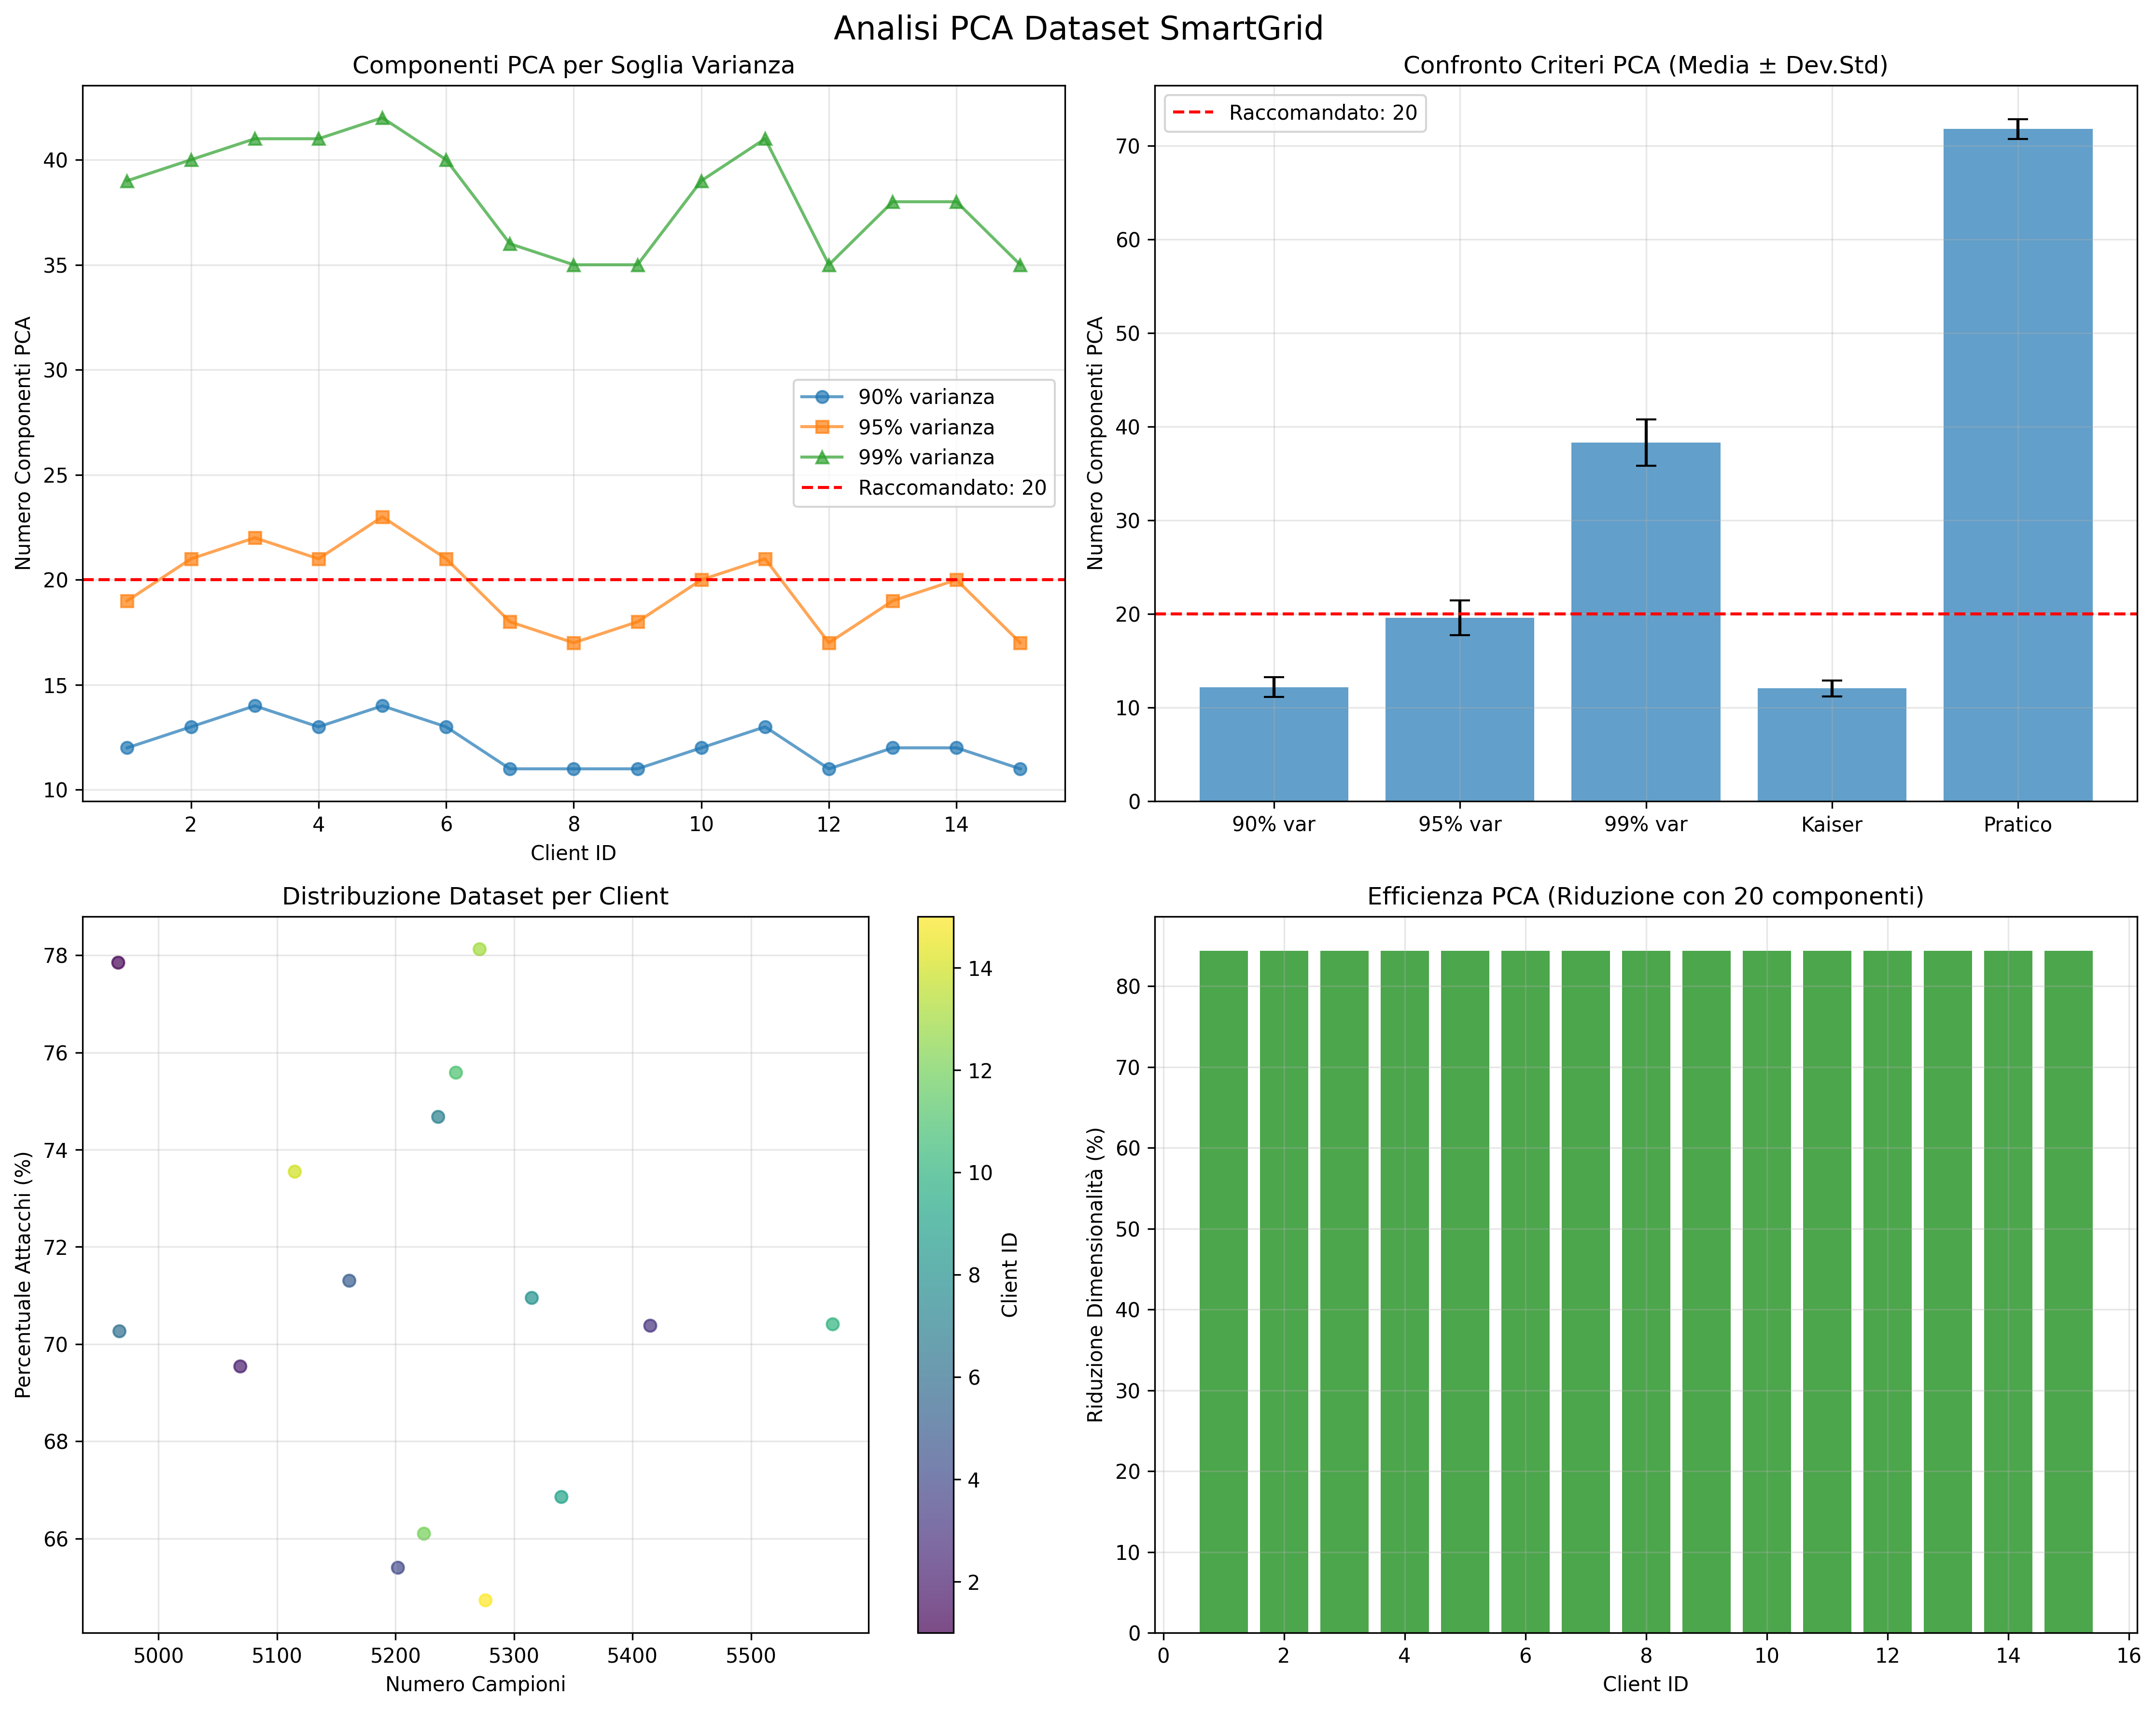 Analisi PCA Dataset SmartGrid
Componenti PCA per Soglia Varianza
Numero Componenti PCA
40
35
30
25
20
15
10
90% varianza
95% varianza
99% varianza
Raccomandato: 20
2 4 6 8 10 12 14
Client ID
Confronto Criteri PCA (Media ± Dev.Std)
Raccomandato: 20
Numero Componenti PCA
70
60
50
40
30
20
10
0
90% var 95% var 99% var Kaiser Pratico
Distribuzione Dataset per Client
Percentuale Attacchi (%)
78
76
74
72
70
68
66
5000 5100 5200 5300 5400 5500
Numero Campioni
14
12
10
8
6
4
2
Client ID
Efficienza PCA (Riduzione con 20 componenti)
Riduzione Dimensionalità (%)
80
70
60
50
40
30
20
10
0
0 2 4 6 8 10 12 14 16
Client ID